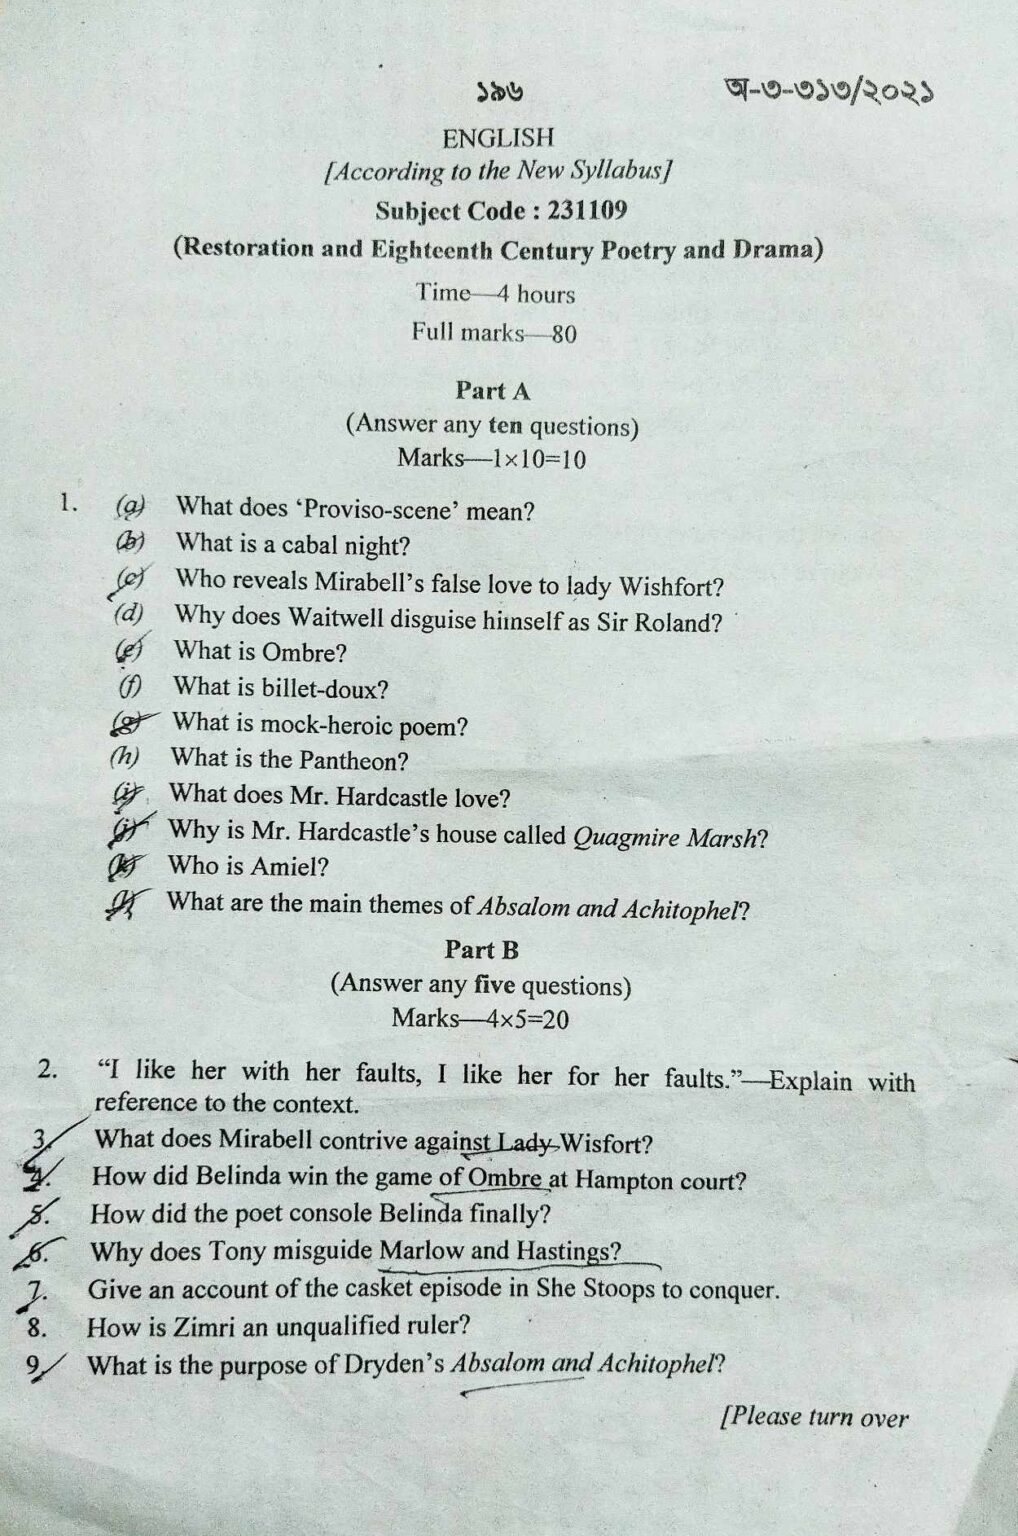 ১৯৬ অ-৩-৩১৩/২০২১
ENGLISH
[According to the New Syllabus]
Subject Code : 231109
(Restoration and Eighteenth Century Poetry and Drama)
Time—4 hours
Full marks—80
Part A
(Answer any ten questions)
Marks—1×10=10
1. (a) What does ‘Proviso-scene’ mean?
(b) What is a cabal night?
(c) Who reveals Mirabell’s false love to lady Wishfort?
(d) Why does Waitwell disguise himself as Sir Roland?
(e) What is Ombre?
(f) What is billet-doux?
(g) What is mock-heroic poem?
(h) What is the Pantheon?
(i) What does Mr. Hardcastle love?
(j) Why is Mr. Hardcastle’s house called Quagmire Marsh?
(k) Who is Amiel?
(l) What are the main themes of Absalom and Achitophel?
Part B
(Answer any five questions)
Marks—4×5=20
2. “I like her with her faults, I like her for her faults.”—Explain with
reference to the context.
3. What does Mirabell contrive against Lady Wisfort?
4. How did Belinda win the game of Ombre at Hampton court?
5. How did the poet console Belinda finally?
6. Why does Tony misguide Marlow and Hastings?
7. Give an account of the casket episode in She Stoops to conquer.
8. How is Zimri an unqualified ruler?
9. What is the purpose of Dryden’s Absalom and Achitophel?
[Please turn over